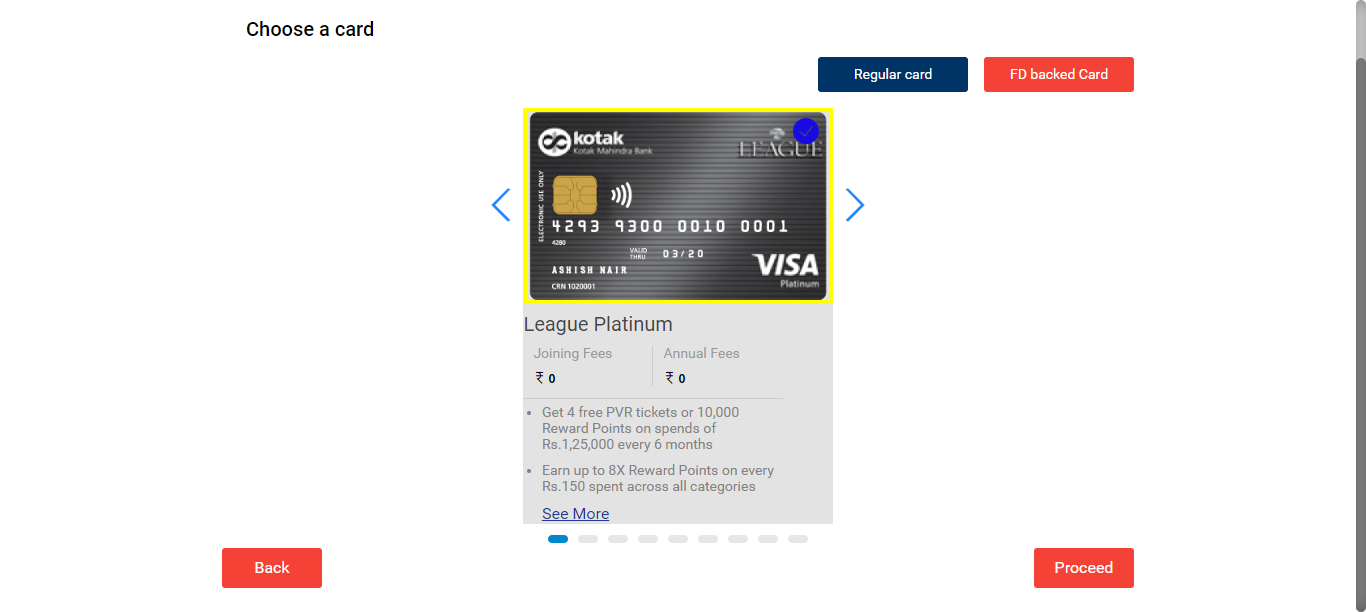 Choose a card
Regular card
FD backed Card
kotak
Kotak Mahindra Bank
LEAGUE
ELECTRONIC USE ONLY
4293 9300 0010 0001
4280
VALID THRU 03/20
ASHISH NAIR
VISA
Platinum
CRN 1020001
League Platinum
Joining Fees
Annual Fees
₹ 0
₹ 0
• Get 4 free PVR tickets or 10,000
Reward Points on spends of
Rs.1,25,000 every 6 months
• Earn up to 8X Reward Points on every
Rs.150 spent across all categories
See More
Back
Proceed